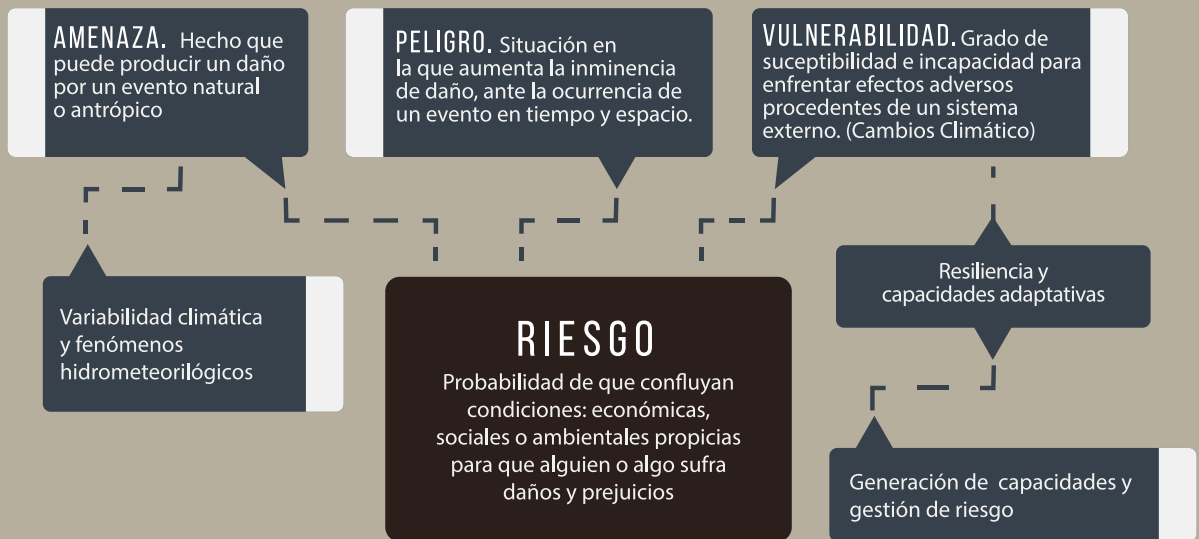 AMENAZA. Hecho que
puede producir un daño
por un evento natural
o antrópico
PELIGRO. Situación en
la que aumenta la inminencia
de daño, ante la ocurrencia de
un evento en tiempo y espacio.
VULNERABILIDAD. Grado de
suceptibilidad e incapacidad para
enfrentar efectos adversos
procedentes de un sistema
externo. (Cambios Climático)
Variabilidad climática
y fenómenos
hidrometeorilógicos
RIESGO
Probabilidad de que confluyan
condiciones: económicas,
sociales o ambientales propicias
para que alguien o algo sufra
daños y prejuicios
Resiliencia y
capacidades adaptativas
Generación de capacidades y
gestión de riesgo